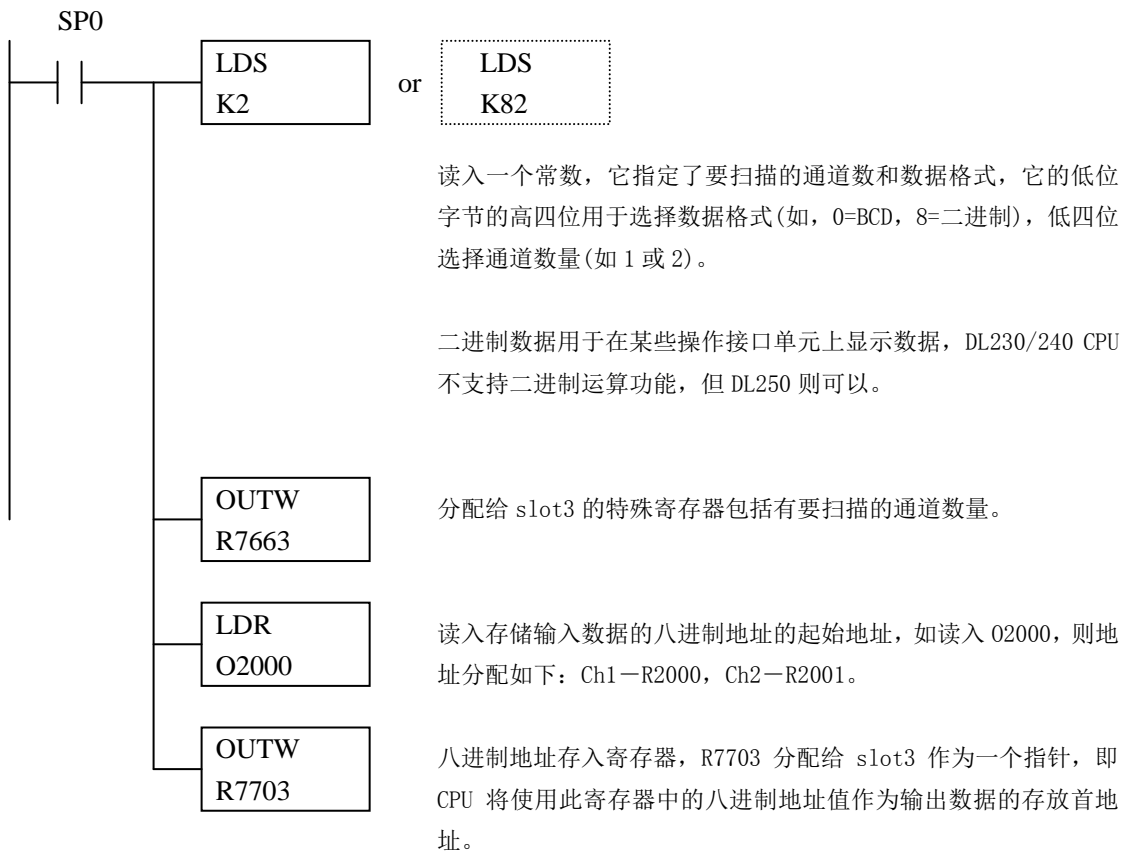 SP0
LDS
K2
or
LDS
K82
读入一个常数，它指定了要扫描的通道数和数据格式，它的低位
字节的高四位用于选择数据格式(如，0=BCD，8=二进制)，低四位
选择通道数量(如 1 或 2)。
二进制数据用于在某些操作接口单元上显示数据，DL230/240 CPU
不支持二进制运算功能，但 DL250 则可以。
OUTW
R7663
分配给 slot3 的特殊寄存器包括有要扫描的通道数量。
LDR
O2000
读入存储输入数据的八进制地址的起始地址，如读入 O2000，则地
址分配如下：Ch1－R2000，Ch2－R2001。
OUTW
R7703
八进制地址存入寄存器，R7703 分配给 slot3 作为一个指针，即
CPU 将使用此寄存器中的八进制地址值作为输出数据的存放首地
址。